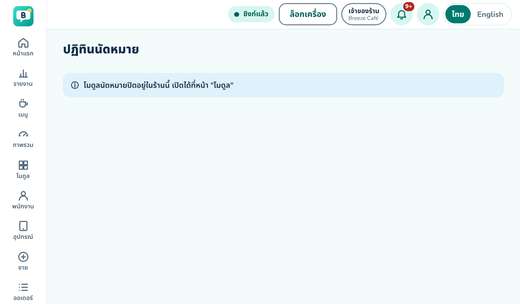 B
ซิงก์แล้ว
ล็อกเครื่อง
เจ้าของร้าน
Breeze Café
9+
ไทย
English
หน้าแรก
รายงาน
เมนู
ภาพรวม
โมดูล
พนักงาน
อุปกรณ์
ขาย
ออเดอร์
ปฏิทินนัดหมาย
โมดูลนัดหมายปิดอยู่ในร้านนี้ เปิดได้ที่หน้า "โมดูล"